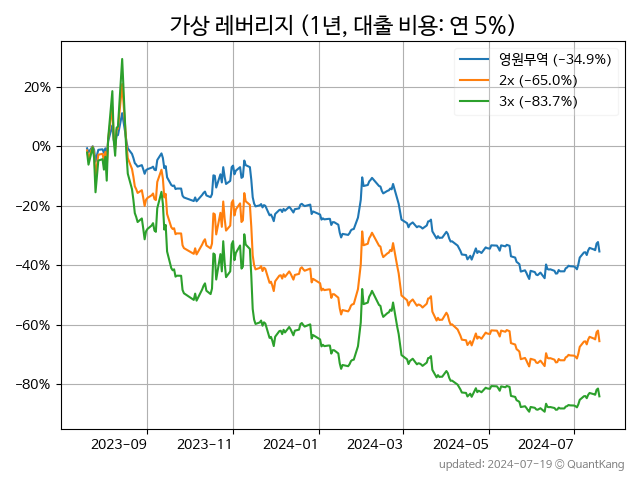 가상 레버리지 (1년, 대출 비용: 연 5%)
영원무역 (−34.9%)
2x (−65.0%)
3x (−83.7%)
20%
0%
−20%
−40%
−60%
−80%
2023-09
2023-11
2024-01
2024-03
2024-05
2024-07
updated: 2024-07-19 © QuantKang